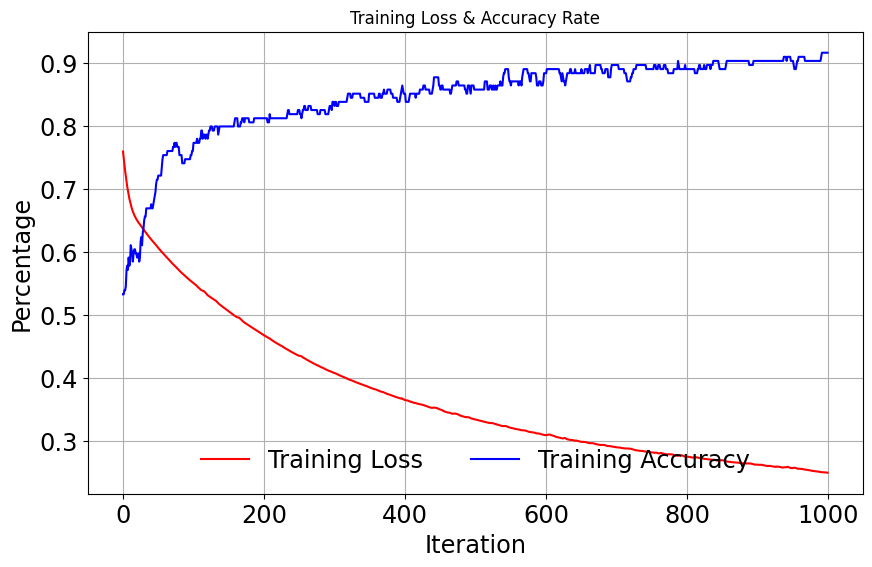 Training Loss & Accuracy Rate
Percentage
0.9
0.8
0.7
0.6
0.5
0.4
0.3
Training Loss Training Accuracy
0 200 400 600 800 1000
Iteration